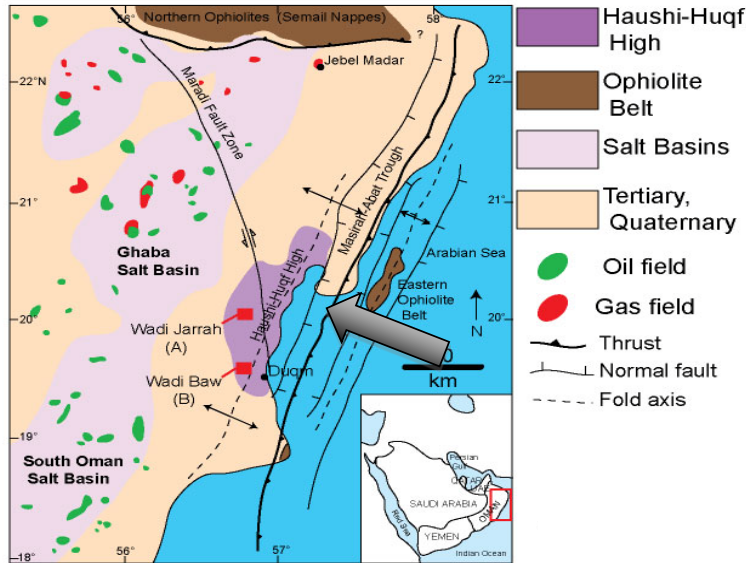 56°
58
Northern Ophiolites (Semail Nappes)
?
Jebel Madar
22°N
22°
Maradi Fault Zone
21°
21°
Masirah-Abat Trough
Ghaba
Salt Basin
Arabian Sea
Haushi-Huqf High
Eastern
Ophiolite
Belt
N
20°
20°
Wadi Jarrah
(A)
Wadi Baw
(B)
Duqm
0
km
19°
South Oman
Salt Basin
18°
56°
57°
Persian
Gulf
QATAR
UAE
SAUDI ARABIA
OMAN
Red Sea
YEMEN
Indian Ocean
Haushi-Huqf
High
Ophiolite
Belt
Salt Basins
Tertiary,
Quaternary
Oil field
Gas field
Thrust
Normal fault
Fold axis